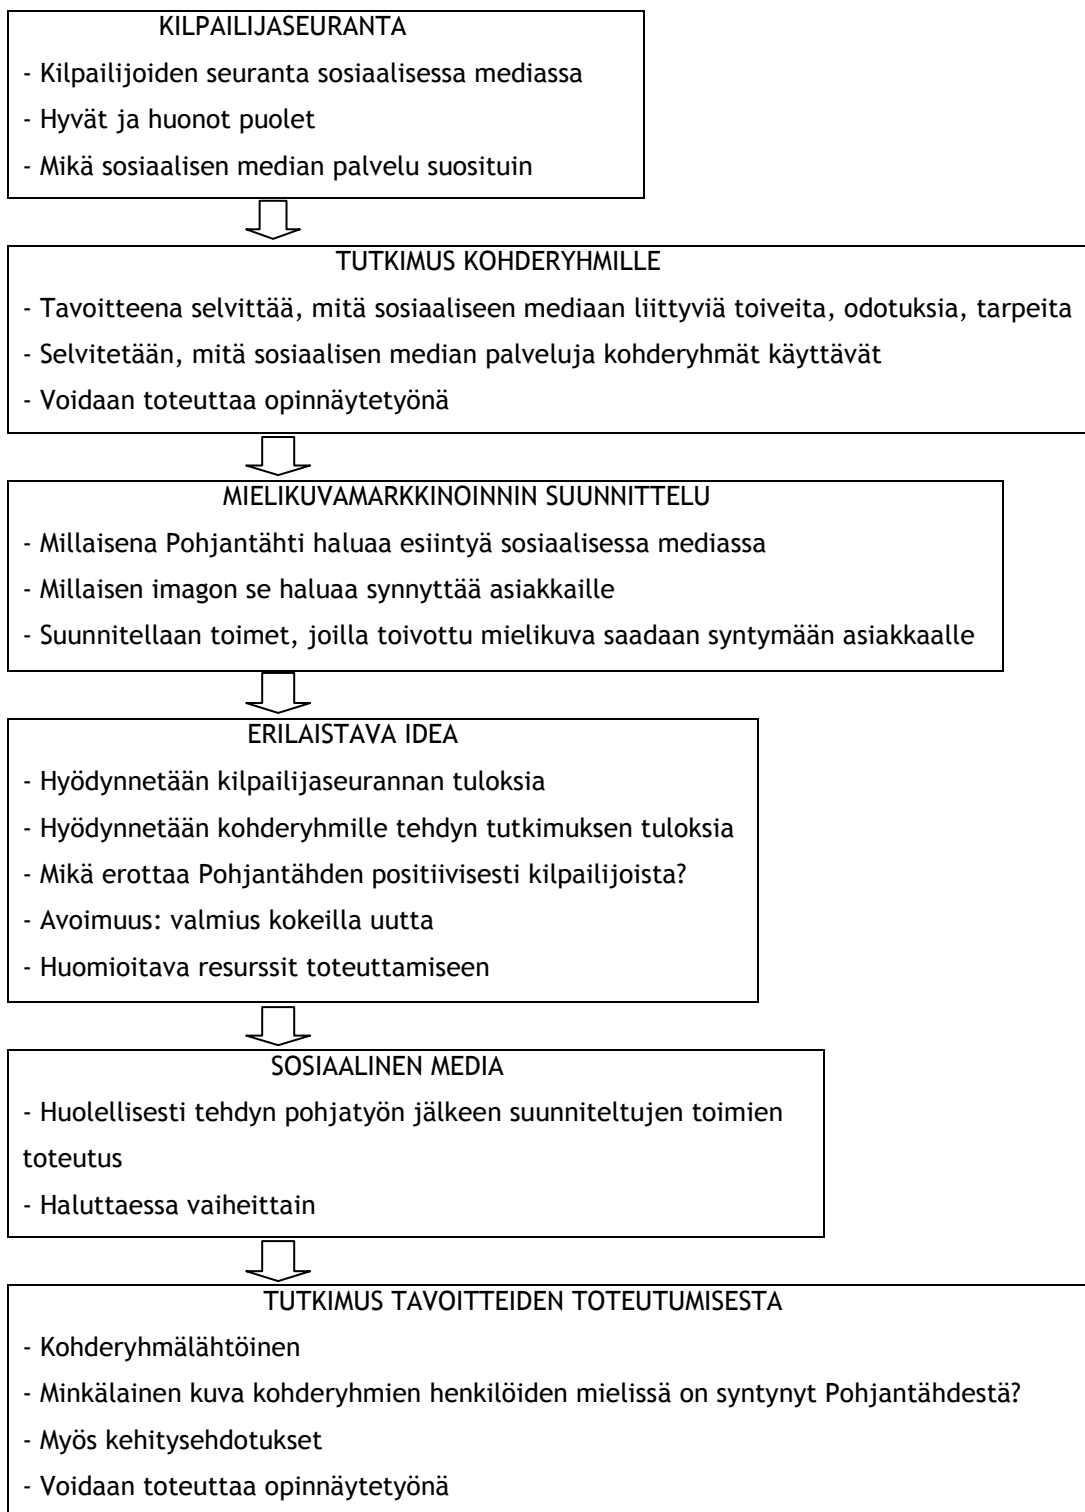 KILPAILIJASEURANTA
- Kilpailijoiden seuranta sosiaalisessa mediassa
- Hyvät ja huonot puolet
- Mikä sosiaalisen median palvelu suosituin
TUTKIMUS KOHDERYHMILLE
- Tavoitteena selvittää, mitä sosiaaliseen mediaan liittyviä toiveita, odotuksia, tarpeita
- Selvitetään, mitä sosiaalisen median palveluja kohderyhmät käyttävät
- Voidaan toteuttaa opinnäytetyönä
MIELIKUVAMARKKINOINNIN SUUNNITTELU
- Millaisena Pohjantähti haluaa esiintyä sosiaalisessa mediassa
- Millaisen imagon se haluaa synnyttää asiakkaille
- Suunnitellaan toimet, joilla toivottu mielikuva saadaan syntymään asiakkaalle
ERILAISTAVA IDEA
- Hyödynnetään kilpailijaseurannan tuloksia
- Hyödynnetään kohderyhmille tehdyn tutkimuksen tuloksia
- Mikä erottaa Pohjantähden positiivisesti kilpailijoista?
- Avoimuus: valmius kokeilla uutta
- Huomioitava resurssit toteuttamiseen
SOSIAALINEN MEDIA
- Huolellisesti tehdyn pohjatyön jälkeen suunniteltujen toimien
toteutus
- Haluttaessa vaiheittain
TUTKIMUS TAVOITTEIDEN TOTEUTUMISESTA
- Kohderyhmälähtöinen
- Minkälainen kuva kohderyhmien henkilöiden mielissä on syntynyt Pohjantähdestä?
- Myös kehitysehdotukset
- Voidaan toteuttaa opinnäytetyönä